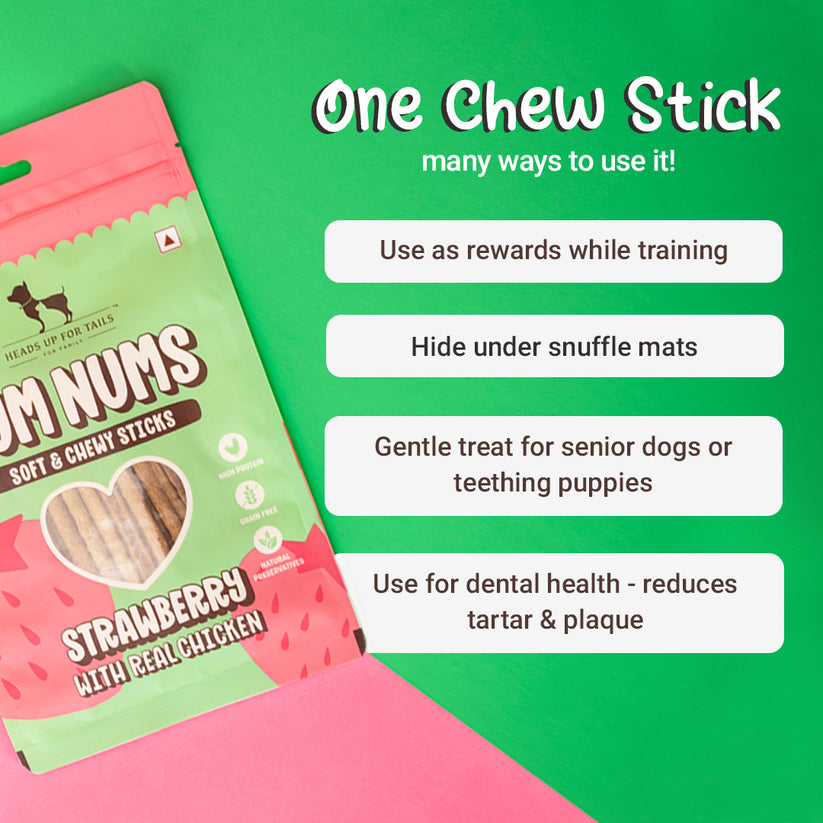 One Chew Stick
many ways to use it!
Use as rewards while training
Hide under snuffle mats
Gentle treat for senior dogs or
teething puppies
Use for dental health - reduces
tartar & plaque
HEADS UP FOR TAILS
FOR FAMILY
UM NUMS
SOFT & CHEWY STICKS
HIGH PROTEIN
GRAIN FREE
NATURAL
PRESERVATIVES
STRAWBERRY
WITH REAL CHICKEN